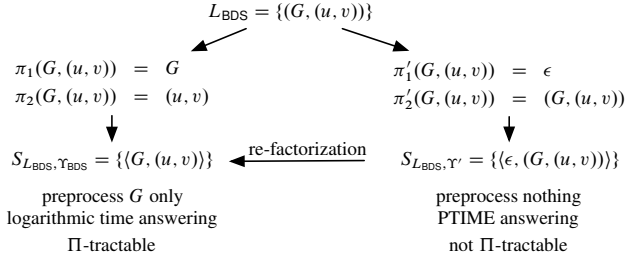 L_BDS = {(G, (u, v))}
π₁(G, (u, v)) = G
π₂(G, (u, v)) = (u, v)
π′₁(G, (u, v)) = ϵ
π′₂(G, (u, v)) = (G, (u, v))
S_{L_BDS, Υ_BDS} = {⟨G, (u, v)⟩}
re-factorization
S_{L_BDS, Υ′} = {⟨ϵ, (G, (u, v))⟩}
preprocess G only
logarithmic time answering
Π-tractable
preprocess nothing
PTIME answering
not Π-tractable